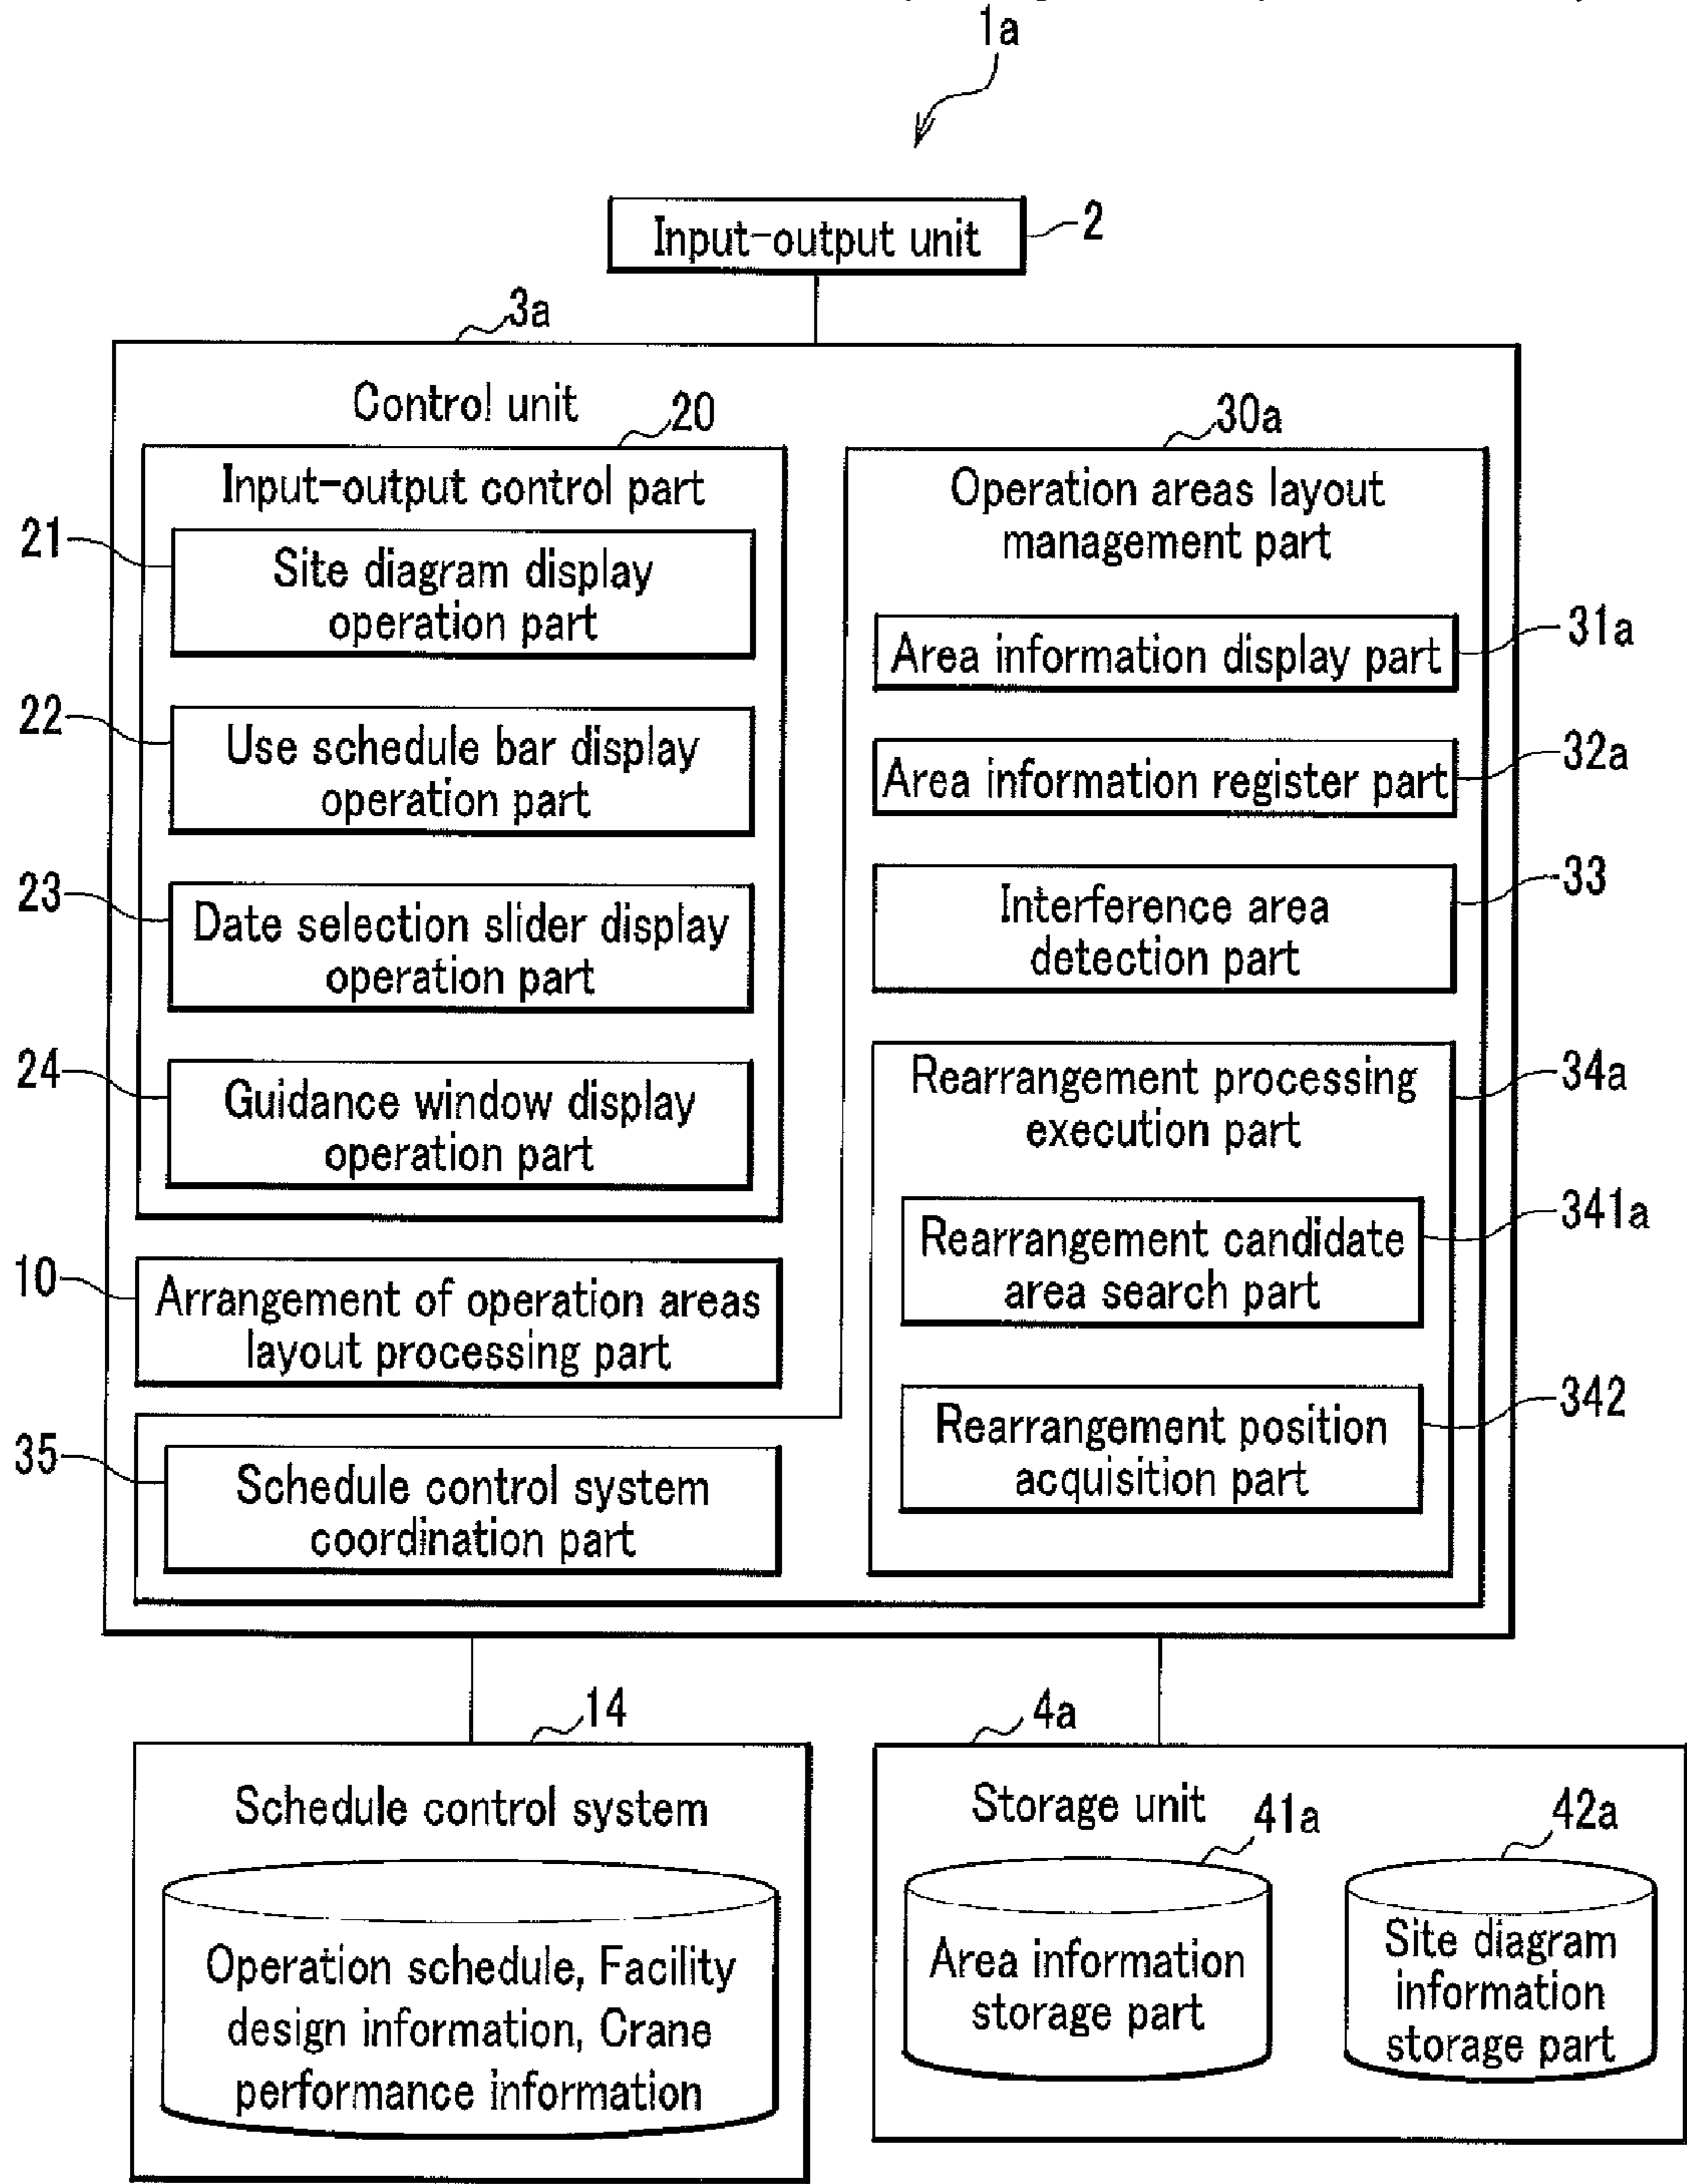 1a
Input-output unit
2
3a
Control unit
20
Input-output control part
21
Site diagram display
operation part
22
Use schedule bar display
operation part
23
Date selection slider display
operation part
24
Guidance window display
operation part
10
Arrangement of operation areas
layout processing part
35
Schedule control system
coordination part
30a
Operation areas layout
management part
Area information display part
31a
Area information register part
32a
Interference area
detection part
33
Rearrangement processing
execution part
34a
Rearrangement candidate
area search part
341a
Rearrangement position
acquisition part
342
14
Schedule control system
Operation schedule, Facility
design information, Crane
performance information
4a
Storage unit
41a
Area information
storage part
42a
Site diagram
information
storage part